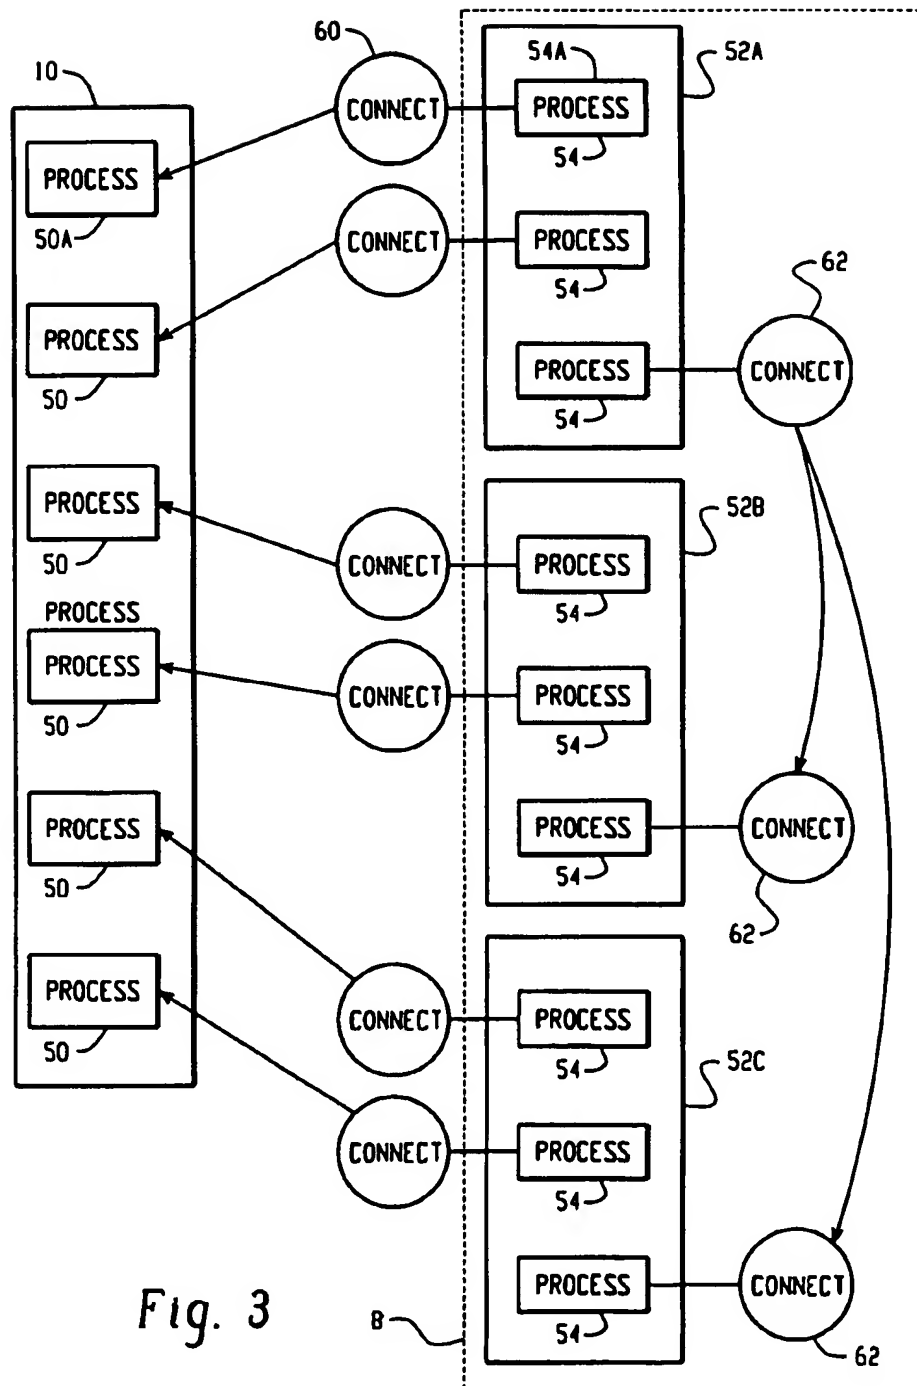 60
10
CONNECT
54A
PROCESS
54
52A
PROCESS
50A
CONNECT
PROCESS
54
62
PROCESS
50
PROCESS
54
CONNECT
PROCESS
50
CONNECT
PROCESS
54
52B
PROCESS
PROCESS
50
CONNECT
PROCESS
54
PROCESS
50
PROCESS
54
CONNECT
62
PROCESS
50
CONNECT
PROCESS
54
52C
CONNECT
PROCESS
54
PROCESS
54
CONNECT
62
Fig. 3
B